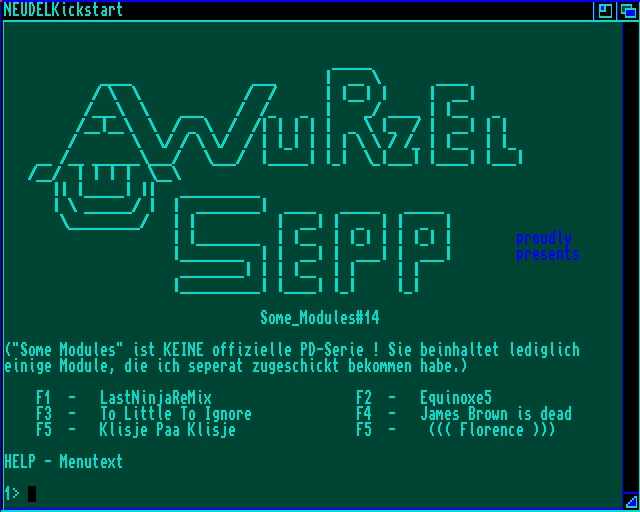 NEUDELKickstart
AWURZEL
SEPP
proudly
presents
Some_Modules#14
("Some Modules" ist KEINE offizielle PD-Serie ! Sie beinhaltet lediglich
einige Module, die ich seperat zugeschickt bekommen habe.)
F1 - LastNinjaReMix F2 - Equinoxe5
F3 - To Little To Ignore F4 - James Brown is dead
F5 - Klisje Paa Klisje F5 - ((( Florence )))
HELP - Menutext
1>